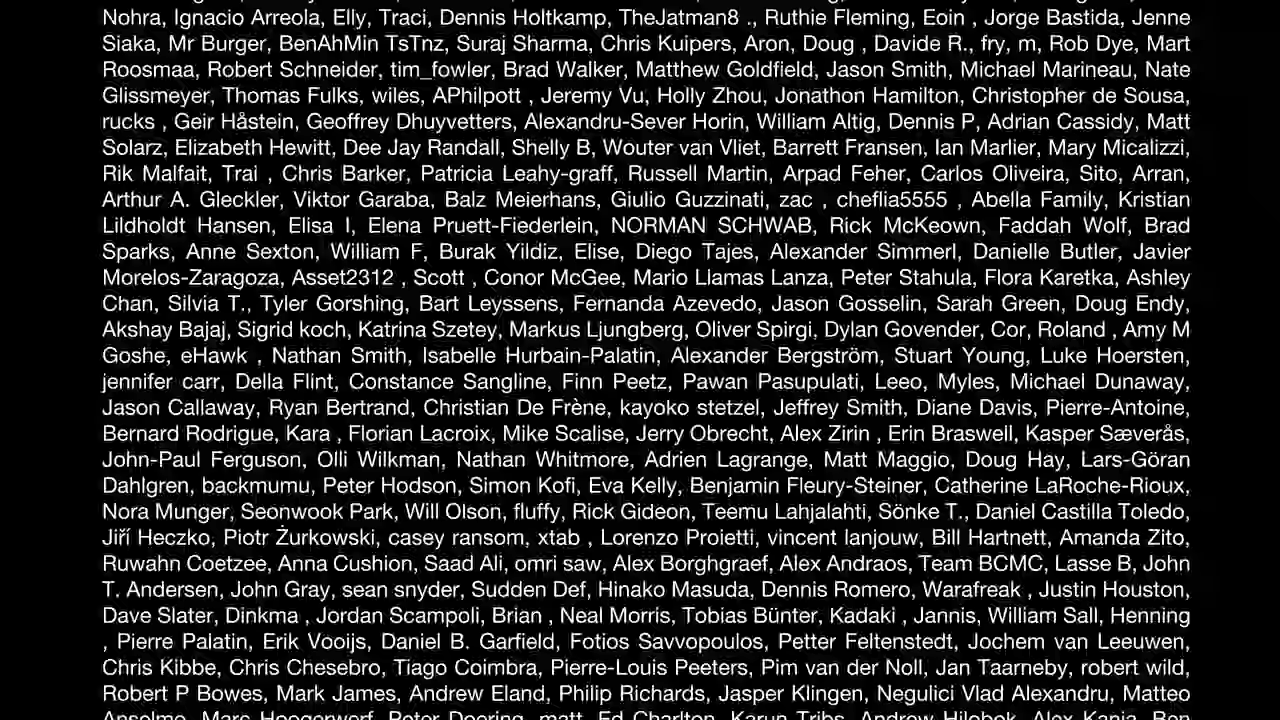 Nohra, Ignacio Arreola, Elly, Traci, Dennis Holtkamp, TheJatman8 ., Ruthie Fleming, Eoin , Jorge Bastida, Jenne
Siaka, Mr Burger, BenAhMin TsTnz, Suraj Sharma, Chris Kuipers, Aron, Doug , Davide R., fry, m, Rob Dye, Mart
Roosmaa, Robert Schneider, tim_fowler, Brad Walker, Matthew Goldfield, Jason Smith, Michael Marineau, Nate
Glissmeyer, Thomas Fulks, wiles, APhilpott , Jeremy Vu, Holly Zhou, Jonathon Hamilton, Christopher de Sousa,
rucks , Geir Håstein, Geoffrey Dhuyvetters, Alexandru-Sever Horin, William Altig, Dennis P, Adrian Cassidy, Matt
Solarz, Elizabeth Hewitt, Dee Jay Randall, Shelly B, Wouter van Vliet, Barrett Fransen, Ian Marlier, Mary Micalizzi,
Rik Malfait, Trai , Chris Barker, Patricia Leahy-graff, Russell Martin, Arpad Feher, Carlos Oliveira, Sito, Arran,
Arthur A. Gleckler, Viktor Garaba, Balz Meierhans, Giulio Guzzinati, zac , cheflia5555 , Abella Family, Kristian
Lildholdt Hansen, Elisa I, Elena Pruett-Fiederlein, NORMAN SCHWAB, Rick McKeown, Faddah Wolf, Brad
Sparks, Anne Sexton, William F, Burak Yildiz, Elise, Diego Tajes, Alexander Simmerl, Danielle Butler, Javier
Morelos-Zaragoza, Asset2312 , Scott , Conor McGee, Mario Llamas Lanza, Peter Stahula, Flora Karetka, Ashley
Chan, Silvia T., Tyler Gorshing, Bart Leyssens, Fernanda Azevedo, Jason Gosselin, Sarah Green, Doug Endy,
Akshay Bajaj, Sigrid koch, Katrina Szetey, Markus Ljungberg, Oliver Spirgi, Dylan Govender, Cor, Roland , Amy M
Goshe, eHawk , Nathan Smith, Isabelle Hurbain-Palatin, Alexander Bergström, Stuart Young, Luke Hoersten,
jennifer carr, Della Flint, Constance Sangline, Finn Peetz, Pawan Pasupulati, Leeo, Myles, Michael Dunaway,
Jason Callaway, Ryan Bertrand, Christian De Frène, kayoko stetzel, Jeffrey Smith, Diane Davis, Pierre-Antoine,
Bernard Rodrigue, Kara , Florian Lacroix, Mike Scalise, Jerry Obrecht, Alex Zirin , Erin Braswell, Kasper Sæverås,
John-Paul Ferguson, Olli Wilkman, Nathan Whitmore, Adrien Lagrange, Matt Maggio, Doug Hay, Lars-Göran
Dahlgren, backmumu, Peter Hodson, Simon Kofi, Eva Kelly, Benjamin Fleury-Steiner, Catherine LaRoche-Rioux,
Nora Munger, Seonwook Park, Will Olson, fluffy, Rick Gideon, Teemu Lahjalahti, Sönke T., Daniel Castilla Toledo,
Jiří Heczko, Piotr Żurkowski, casey ransom, xtab , Lorenzo Proietti, vincent lanjouw, Bill Hartnett, Amanda Zito,
Ruwahn Coetzee, Anna Cushion, Saad Ali, omri saw, Alex Borghgraef, Alex Andraos, Team BCMC, Lasse B, John
T. Andersen, John Gray, sean snyder, Sudden Def, Hinako Masuda, Dennis Romero, Warafreak , Justin Houston,
Dave Slater, Dinkma , Jordan Scampoli, Brian , Neal Morris, Tobias Bünter, Kadaki , Jannis, William Sall, Henning
, Pierre Palatin, Erik Vooijs, Daniel B. Garfield, Fotios Savvopoulos, Petter Feltenstedt, Jochem van Leeuwen,
Chris Kibbe, Chris Chesebro, Tiago Coimbra, Pierre-Louis Peeters, Pim van der Noll, Jan Taarneby, robert wild,
Robert P Bowes, Mark James, Andrew Eland, Philip Richards, Jasper Klingen, Negulici Vlad Alexandru, Matteo